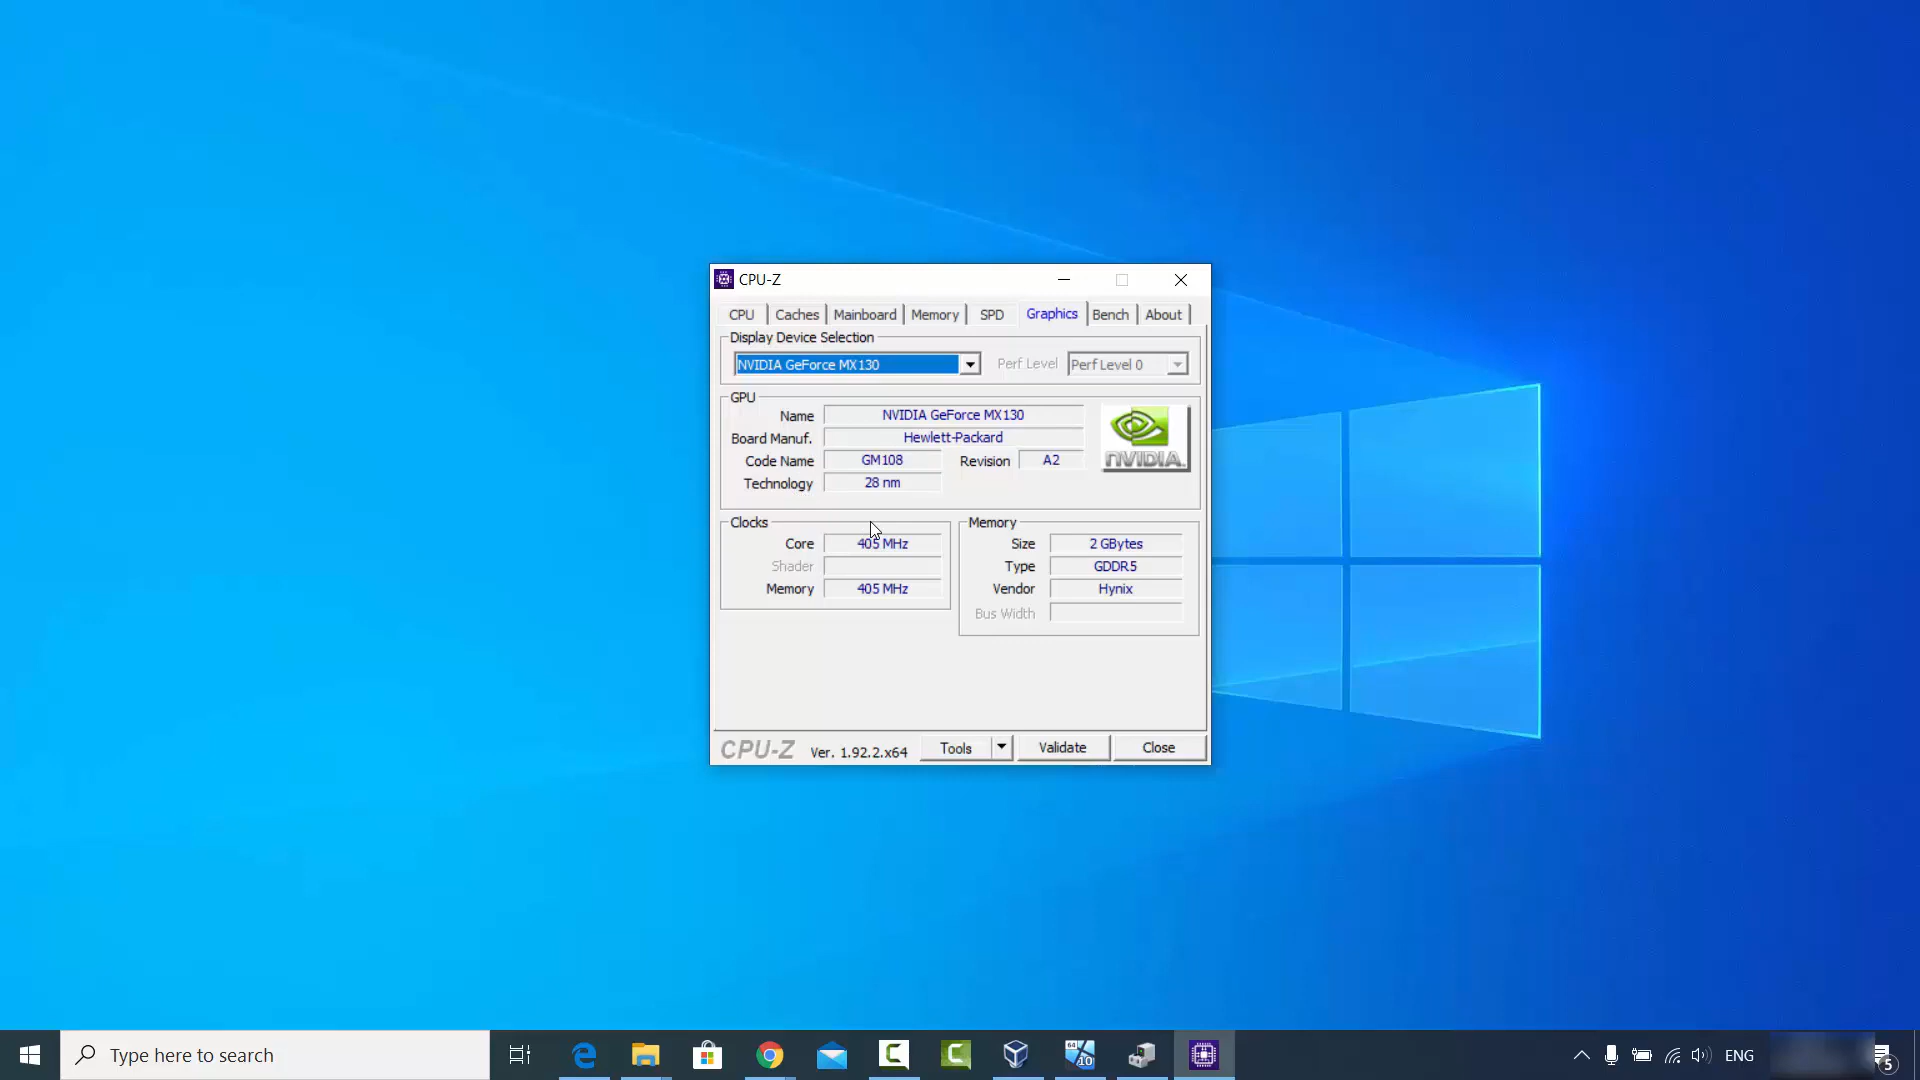 CPU-Z
CPU Caches Mainboard Memory SPD Graphics Bench About
Display Device Selection
NVIDIA GeForce MX130 Perf Level Perf Level 0
GPU
Name NVIDIA GeForce MX130
Board Manuf. Hewlett-Packard
Code Name GM108 Revision A2
Technology 28 nm
NVIDIA.
Clocks
Core 405 MHz
Shader
Memory 405 MHz
Memory
Size 2 GBytes
Type GDDR5
Vendor Hynix
Bus Width
CPU-Z Ver. 1.92.2.x64 Tools Validate Close
Type here to search
64
10
ENG
5